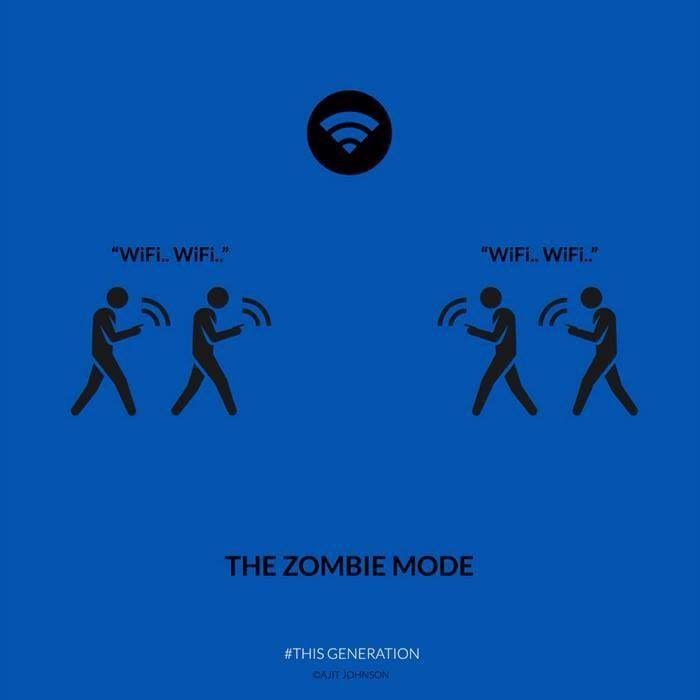 “WiFi.. WiFi..” “WiFi.. WiFi..”
THE ZOMBIE MODE
#THIS GENERATION
©AJIT JOHNSON